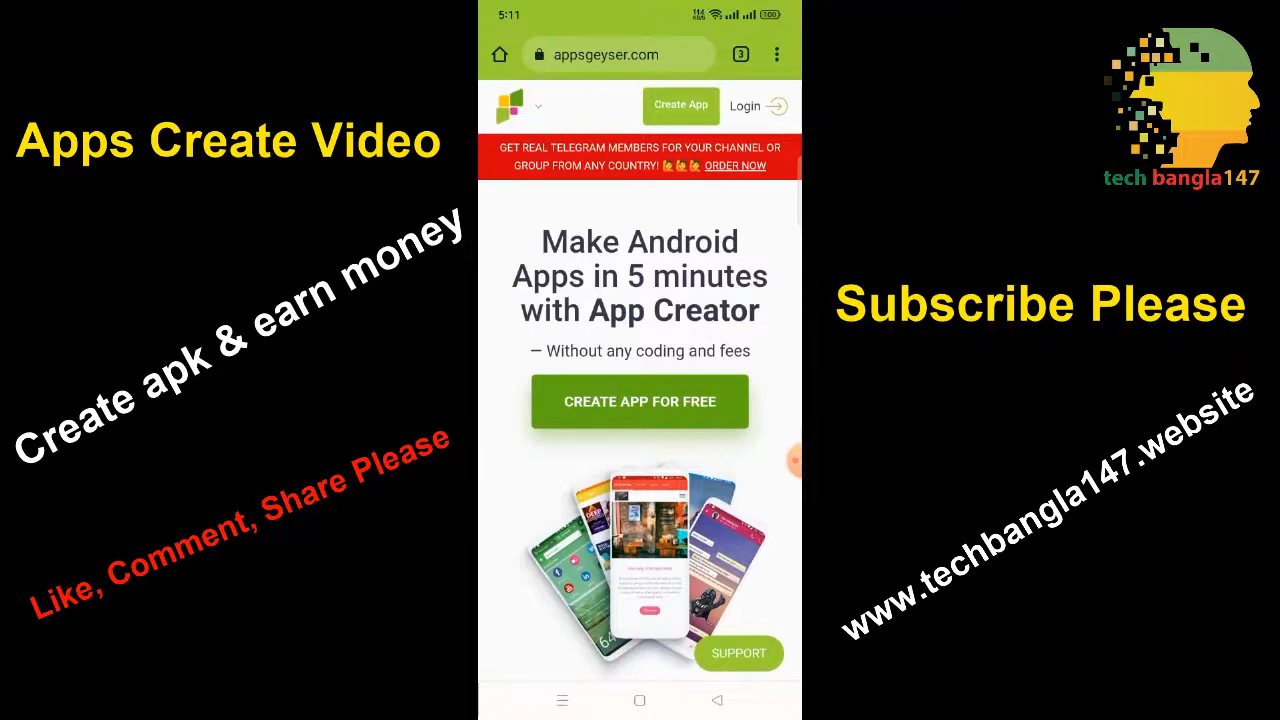 5:11
114
KB/S
100
appsgeyser.com
3
Create App
Login
GET REAL TELEGRAM MEMBERS FOR YOUR CHANNEL OR
GROUP FROM ANY COUNTRY! 🙋🙋🙋 ORDER NOW
Make Android
Apps in 5 minutes
with App Creator
— Without any coding and fees
CREATE APP FOR FREE
SUPPORT
Apps Create Video
Create apk & earn money
Like, Comment, Share Please
tech bangla147
Subscribe Please
www.techbangla147.website